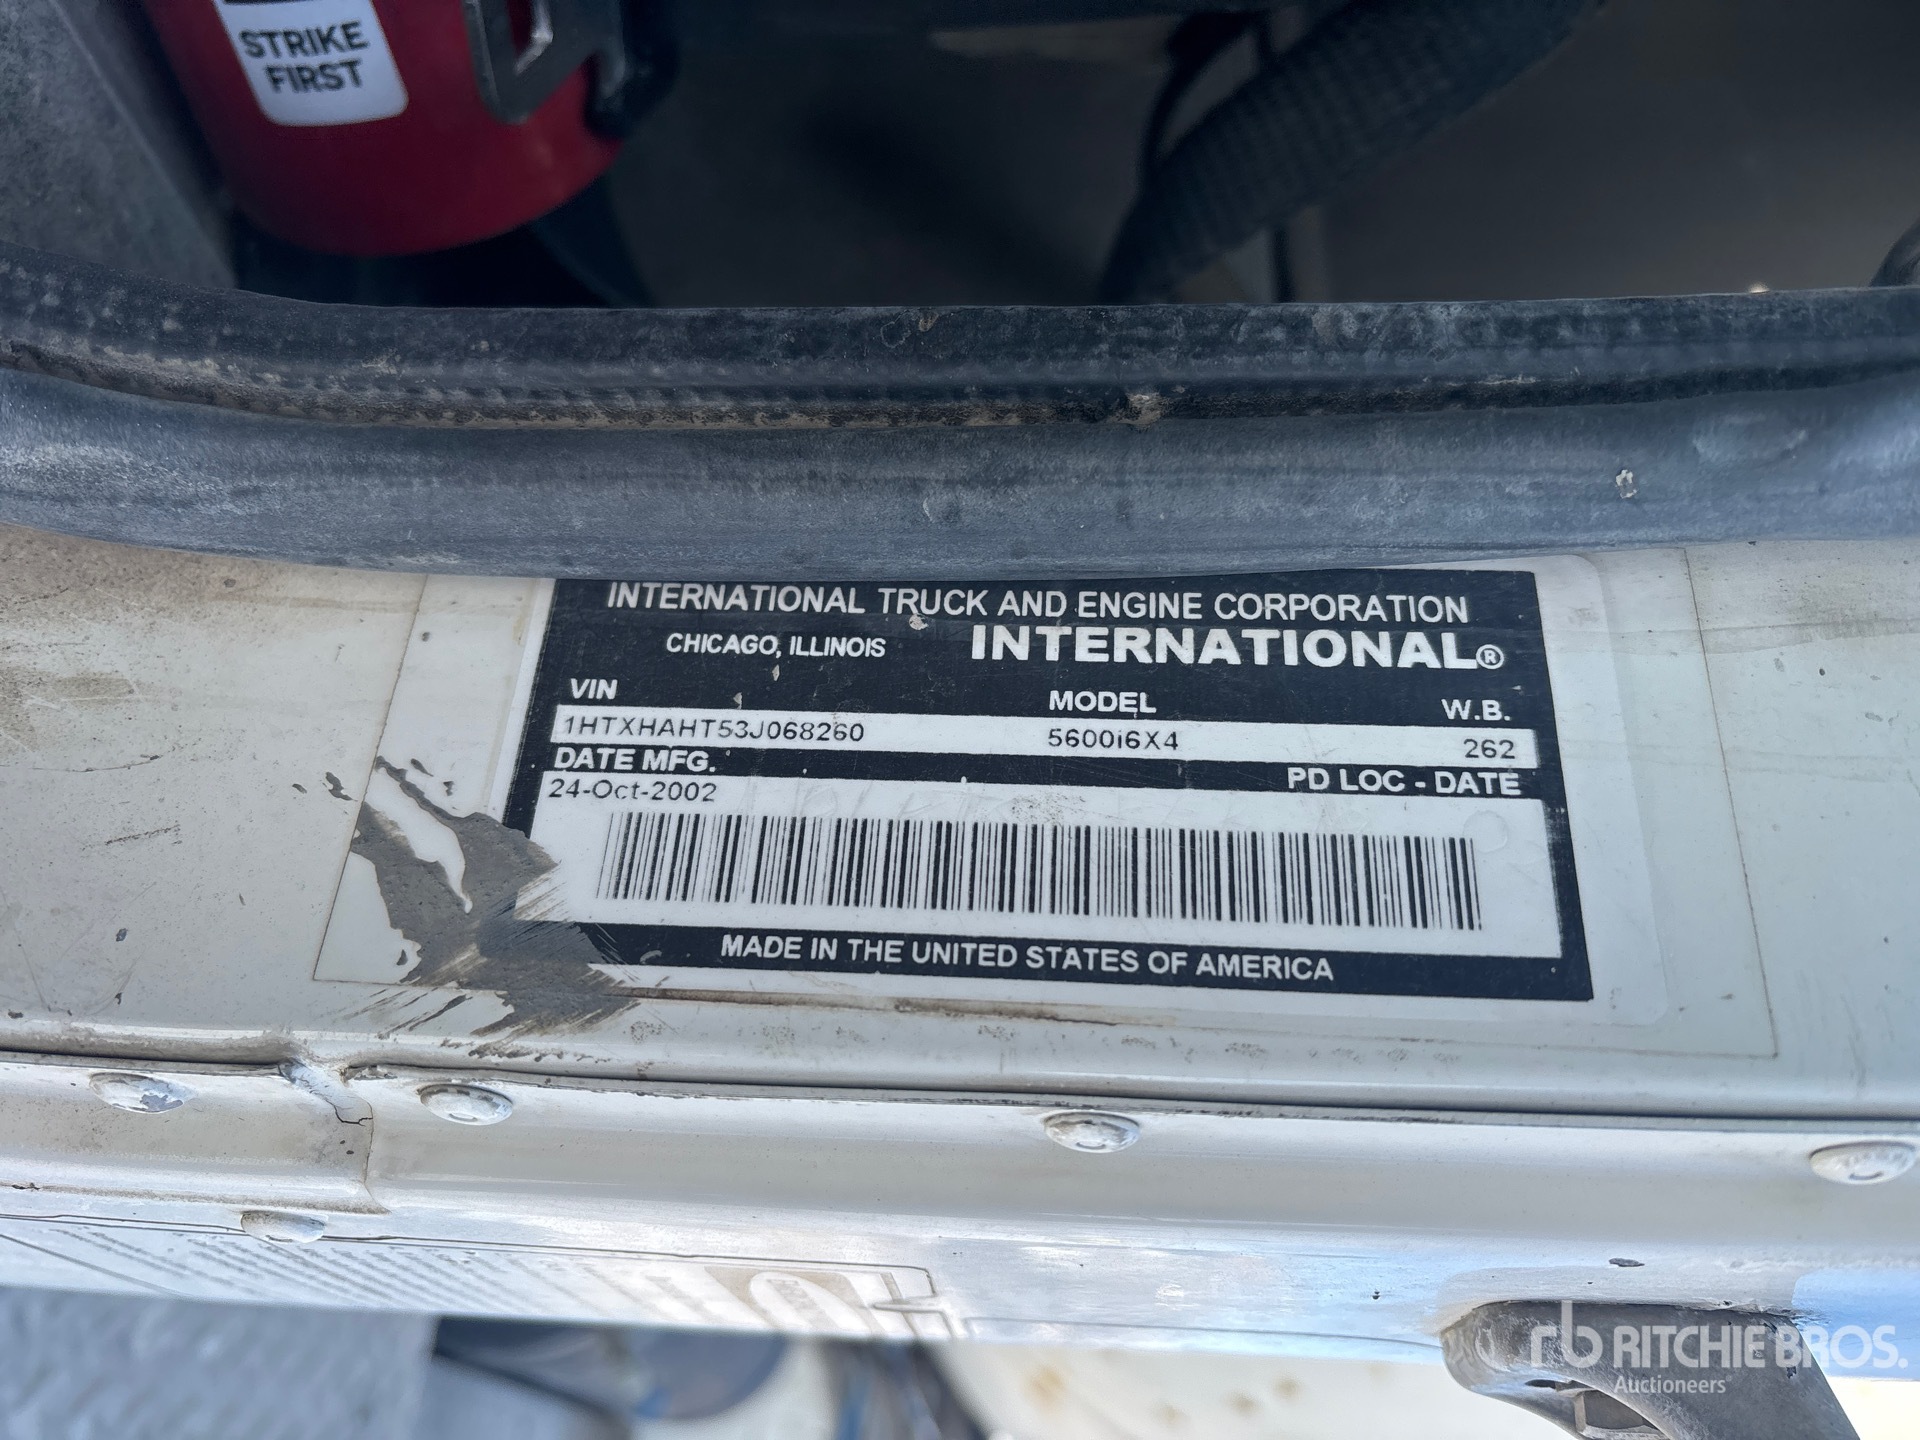 STRIKE
FIRST
INTERNATIONAL TRUCK AND ENGINE CORPORATION
CHICAGO, ILLINOIS INTERNATIONAL®
VIN MODEL W.B.
1HTXHAHT53J068260 5600i6X4 262
DATE MFG. PD LOC - DATE
24-Oct-2002
MADE IN THE UNITED STATES OF AMERICA
rb RITCHIE BROS.
Auctioneers